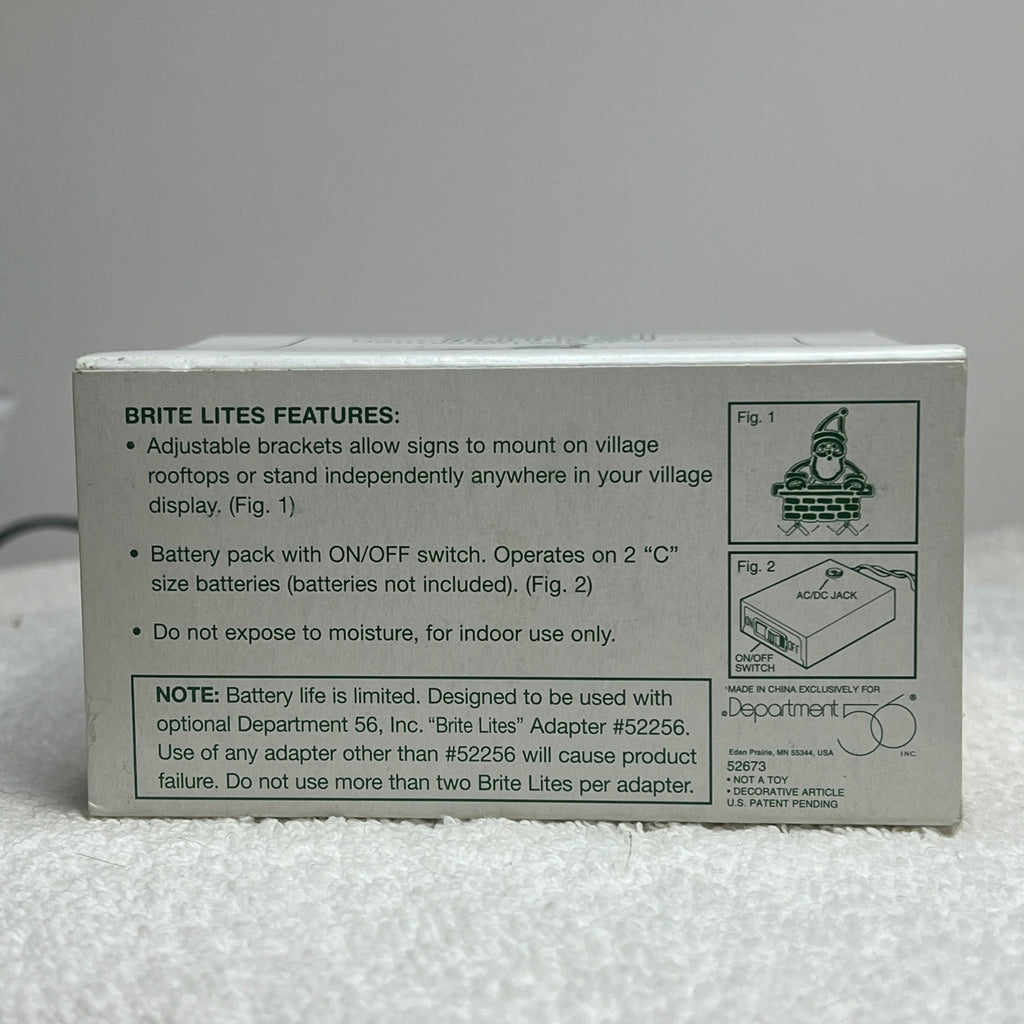 BRITE LITES FEATURES:
• Adjustable brackets allow signs to mount on village
rooftops or stand independently anywhere in your village
display. (Fig. 1)
• Battery pack with ON/OFF switch. Operates on 2 “C”
size batteries (batteries not included). (Fig. 2)
• Do not expose to moisture, for indoor use only.
NOTE: Battery life is limited. Designed to be used with
optional Department 56, Inc. “Brite Lites” Adapter #52256.
Use of any adapter other than #52256 will cause product
failure. Do not use more than two Brite Lites per adapter.
Fig. 1
Fig. 2
AC/DC JACK
ON OFF
ON/OFF
SWITCH
MADE IN CHINA EXCLUSIVELY FOR
Department 56®
INC.
Eden Prairie, MN 55344, USA
52673
• NOT A TOY
• DECORATIVE ARTICLE
U.S. PATENT PENDING